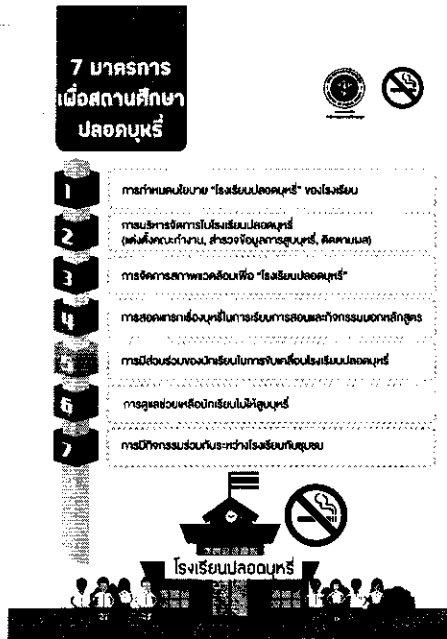 7 มาตรการ
เพื่อสถานศึกษา
ปลอดบุหรี่
1 การกำหนดนโยบาย "โรงเรียนปลอดบุหรี่" ของโรงเรียน
2 การบริหารจัดการในโรงเรียนปลอดบุหรี่
(แต่งตั้งคณะทำงาน, สำรวจข้อมูลการสูบบุหรี่, ติดตามผล)
3 การจัดการสภาพแวดล้อมเพื่อ "โรงเรียนปลอดบุหรี่"
4 การสอดแทรกเรื่องบุหรี่ในการเรียนการสอนและกิจกรรมนอกหลักสูตร
5 การมีส่วนร่วมของนักเรียนในการขับเคลื่อนโรงเรียนปลอดบุหรี่
6 การดูแลช่วยเหลือนักเรียนไม่ให้สูบบุหรี่
7 การมีกิจกรรมร่วมกันระหว่างโรงเรียนกับชุมชน
โรงเรียนปลอดบุหรี่